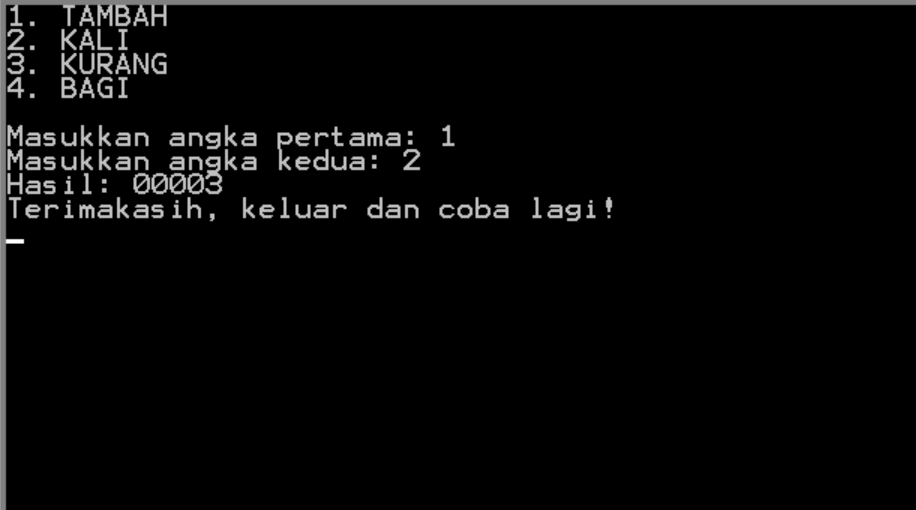 1. TAMBAH
2. KALI
3. KURANG
4. BAGI
Masukkan angka pertama: 1
Masukkan angka kedua: 2
Hasil: 00003
Terimakasih, keluar dan coba lagi!